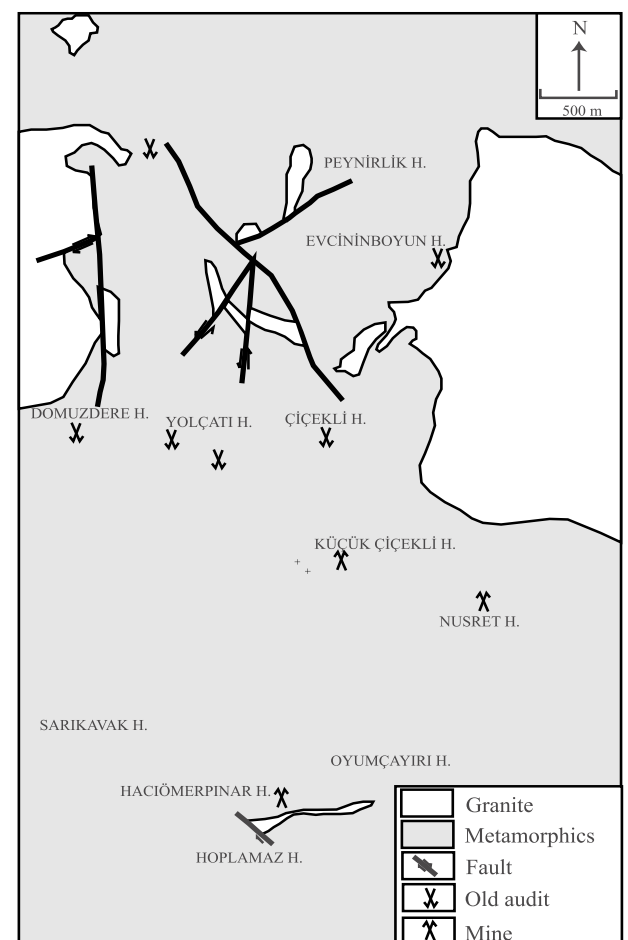 N
500 m
PEYNİRLİK H.
EVCİNİNBOYUN H.
DOMUZDERE H.
YOLÇATI H.
ÇİÇEKLİ H.
KÜÇÜK ÇİÇEKLİ H.
NUSRET H.
SARIKAVAK H.
OYUMÇAYIRI H.
HACIÖMERPINAR H.
HOPLAMAZ H.
Granite
Metamorphics
Fault
Old audit
Mine